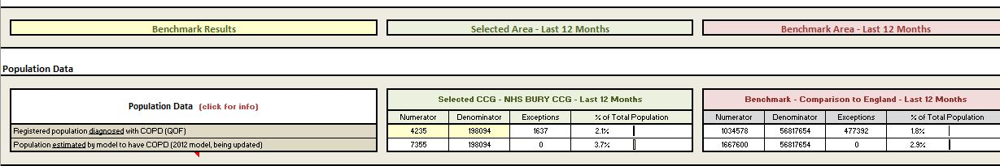 Benchmark Results Selected Area - Last 12 Months Benchmark Area - Last 12 Months
Population Data
Population Data (click for info) Selected CCG - NHS BURY CCG - Last 12 Months Benchmark - Comparison to England - Last 12 Months
Numerator Denominator Exceptions % of Total Population Numerator Denominator Exceptions % of Total Population
Registered population diagnosed with COPD (QOF) 4235 198094 1637 2.1% 1034578 56817654 477392 1.8%
Population estimated by model to have COPD (2012 model, being updated) 7355 198094 0 3.7% 1667600 56817654 0 2.9%